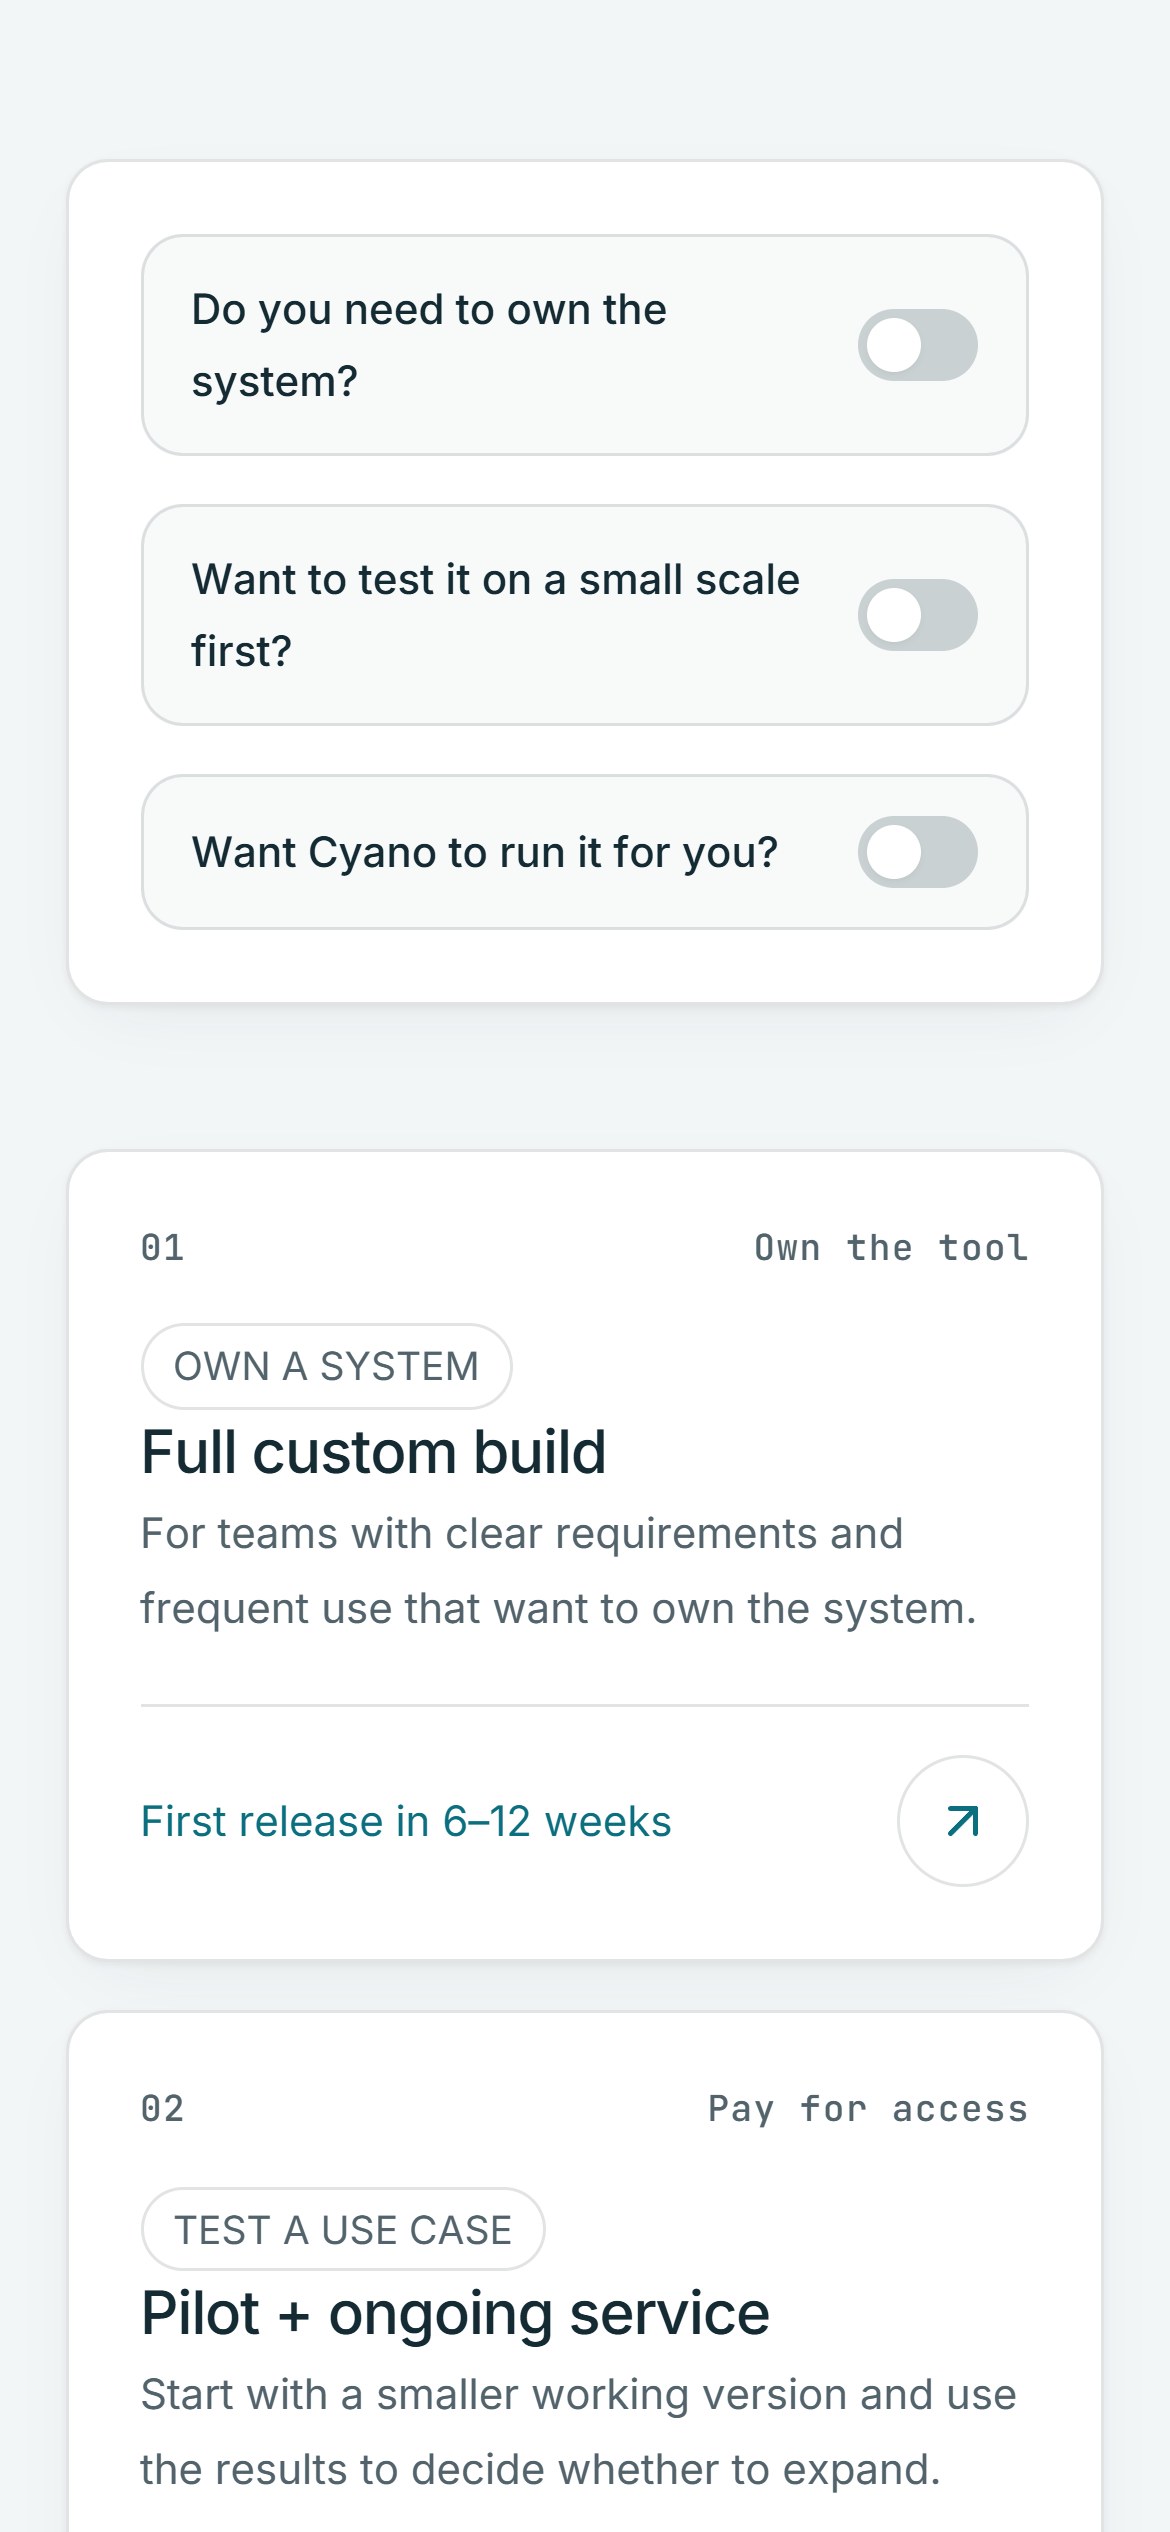 Do you need to own the
system?
Want to test it on a small scale
first?
Want Cyano to run it for you?
01
Own the tool
OWN A SYSTEM
Full custom build
For teams with clear requirements and
frequent use that want to own the system.
First release in 6–12 weeks
02
Pay for access
TEST A USE CASE
Pilot + ongoing service
Start with a smaller working version and use
the results to decide whether to expand.